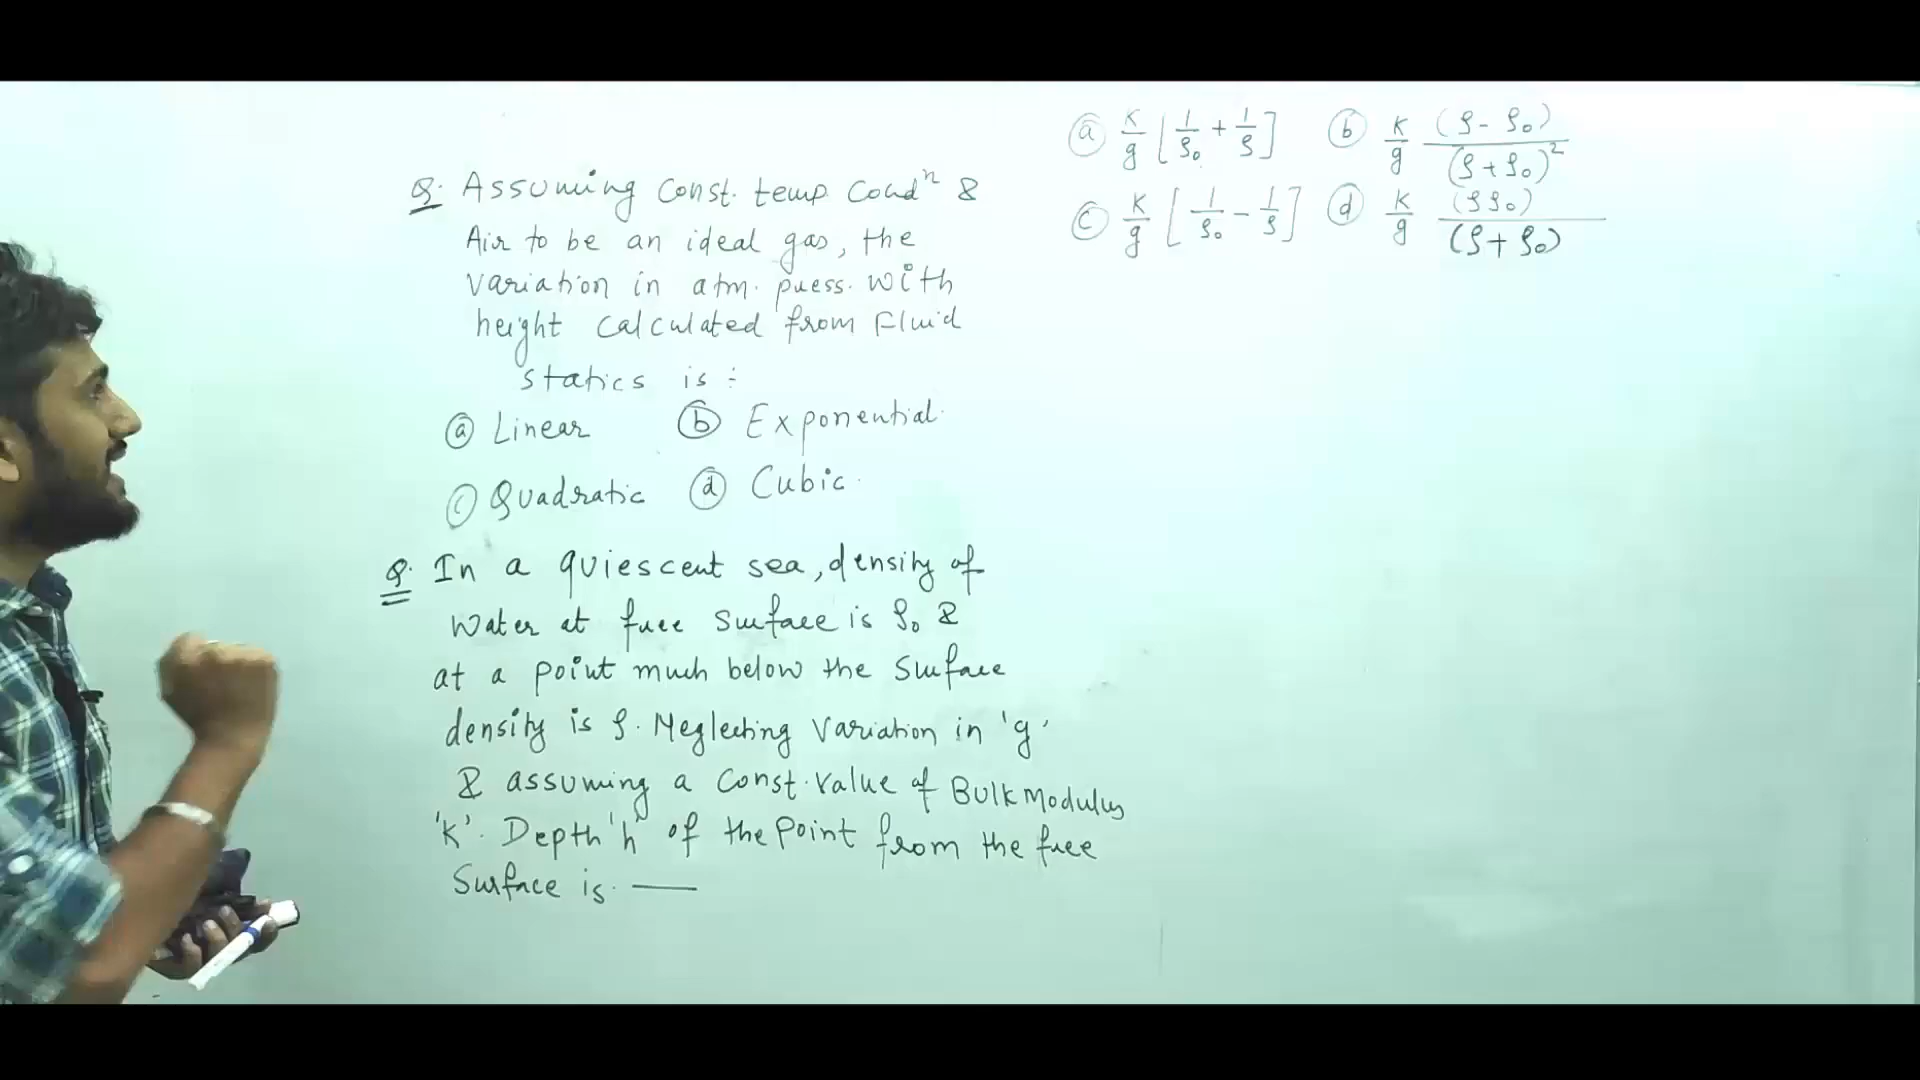 Q. Assuming Const. temp Condⁿ &
Air to be an ideal gas, the
variation in atm. press. with
height calculated from Fluid
statics is :
(a) Linear (b) Exponential.
(c) Quadratic (d) Cubic.
Q. In a quiescent sea, density of
Water at free Surface is ρ₀ &
at a point much below the Surface
density is ρ. Neglecting Variation in 'g'
& assuming a Const. Value of Bulk Modulus
'K'. Depth 'h' of the Point from the free
Surface is. —
(a) K/g [1/ρ₀ + 1/ρ] (b) K/g (ρ - ρ₀)/(ρ + ρ₀)²
(c) K/g [1/ρ₀ - 1/ρ] (d) K/g (ρρ₀)/(ρ + ρ₀)